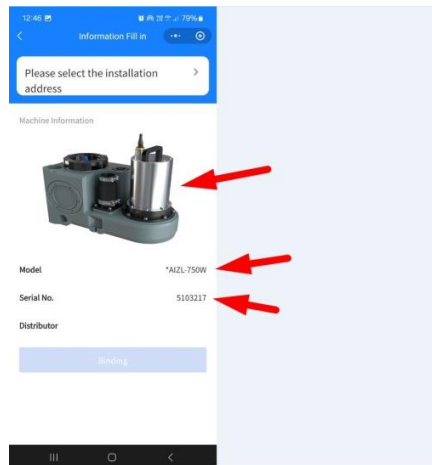 12:46
79%
Information Fill in
Please select the installation
address
Machine Information
Model *AIZL-750W
Serial No. 5103217
Distributor
Binding